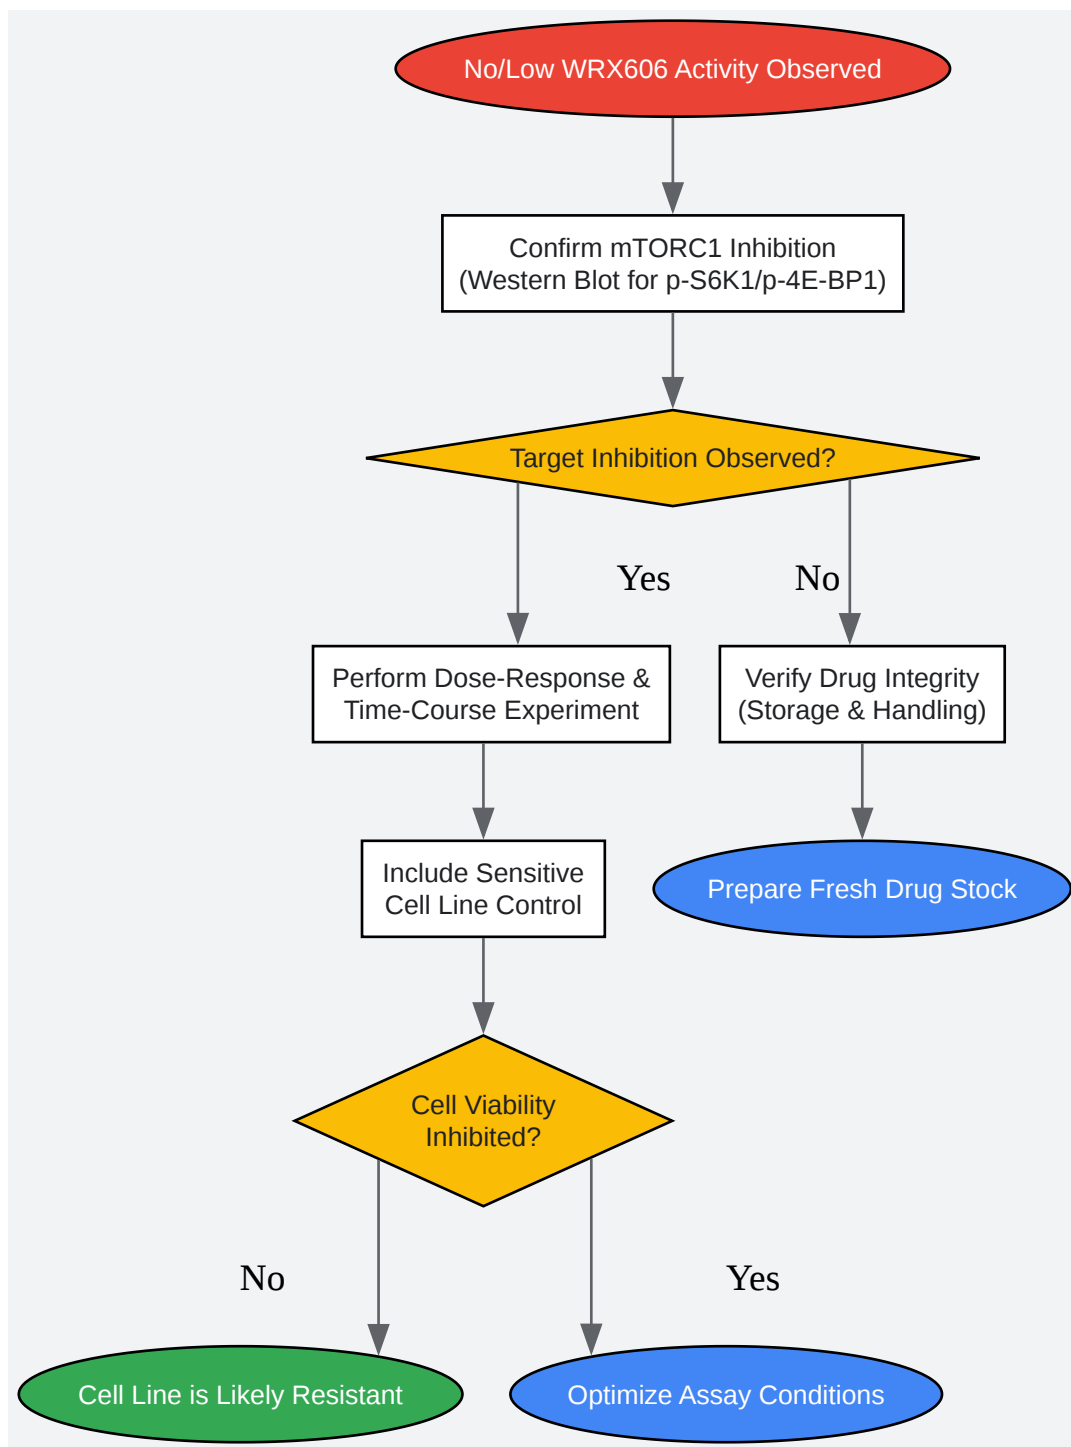 No/Low WRX606 Activity Observed
Confirm mTORC1 Inhibition
(Western Blot for p-S6K1/p-4E-BP1)
Target Inhibition Observed?
Yes
No
Perform Dose-Response &
Time-Course Experiment
Verify Drug Integrity
(Storage & Handling)
Include Sensitive
Cell Line Control
Prepare Fresh Drug Stock
Cell Viability
Inhibited?
No
Yes
Cell Line is Likely Resistant
Optimize Assay Conditions